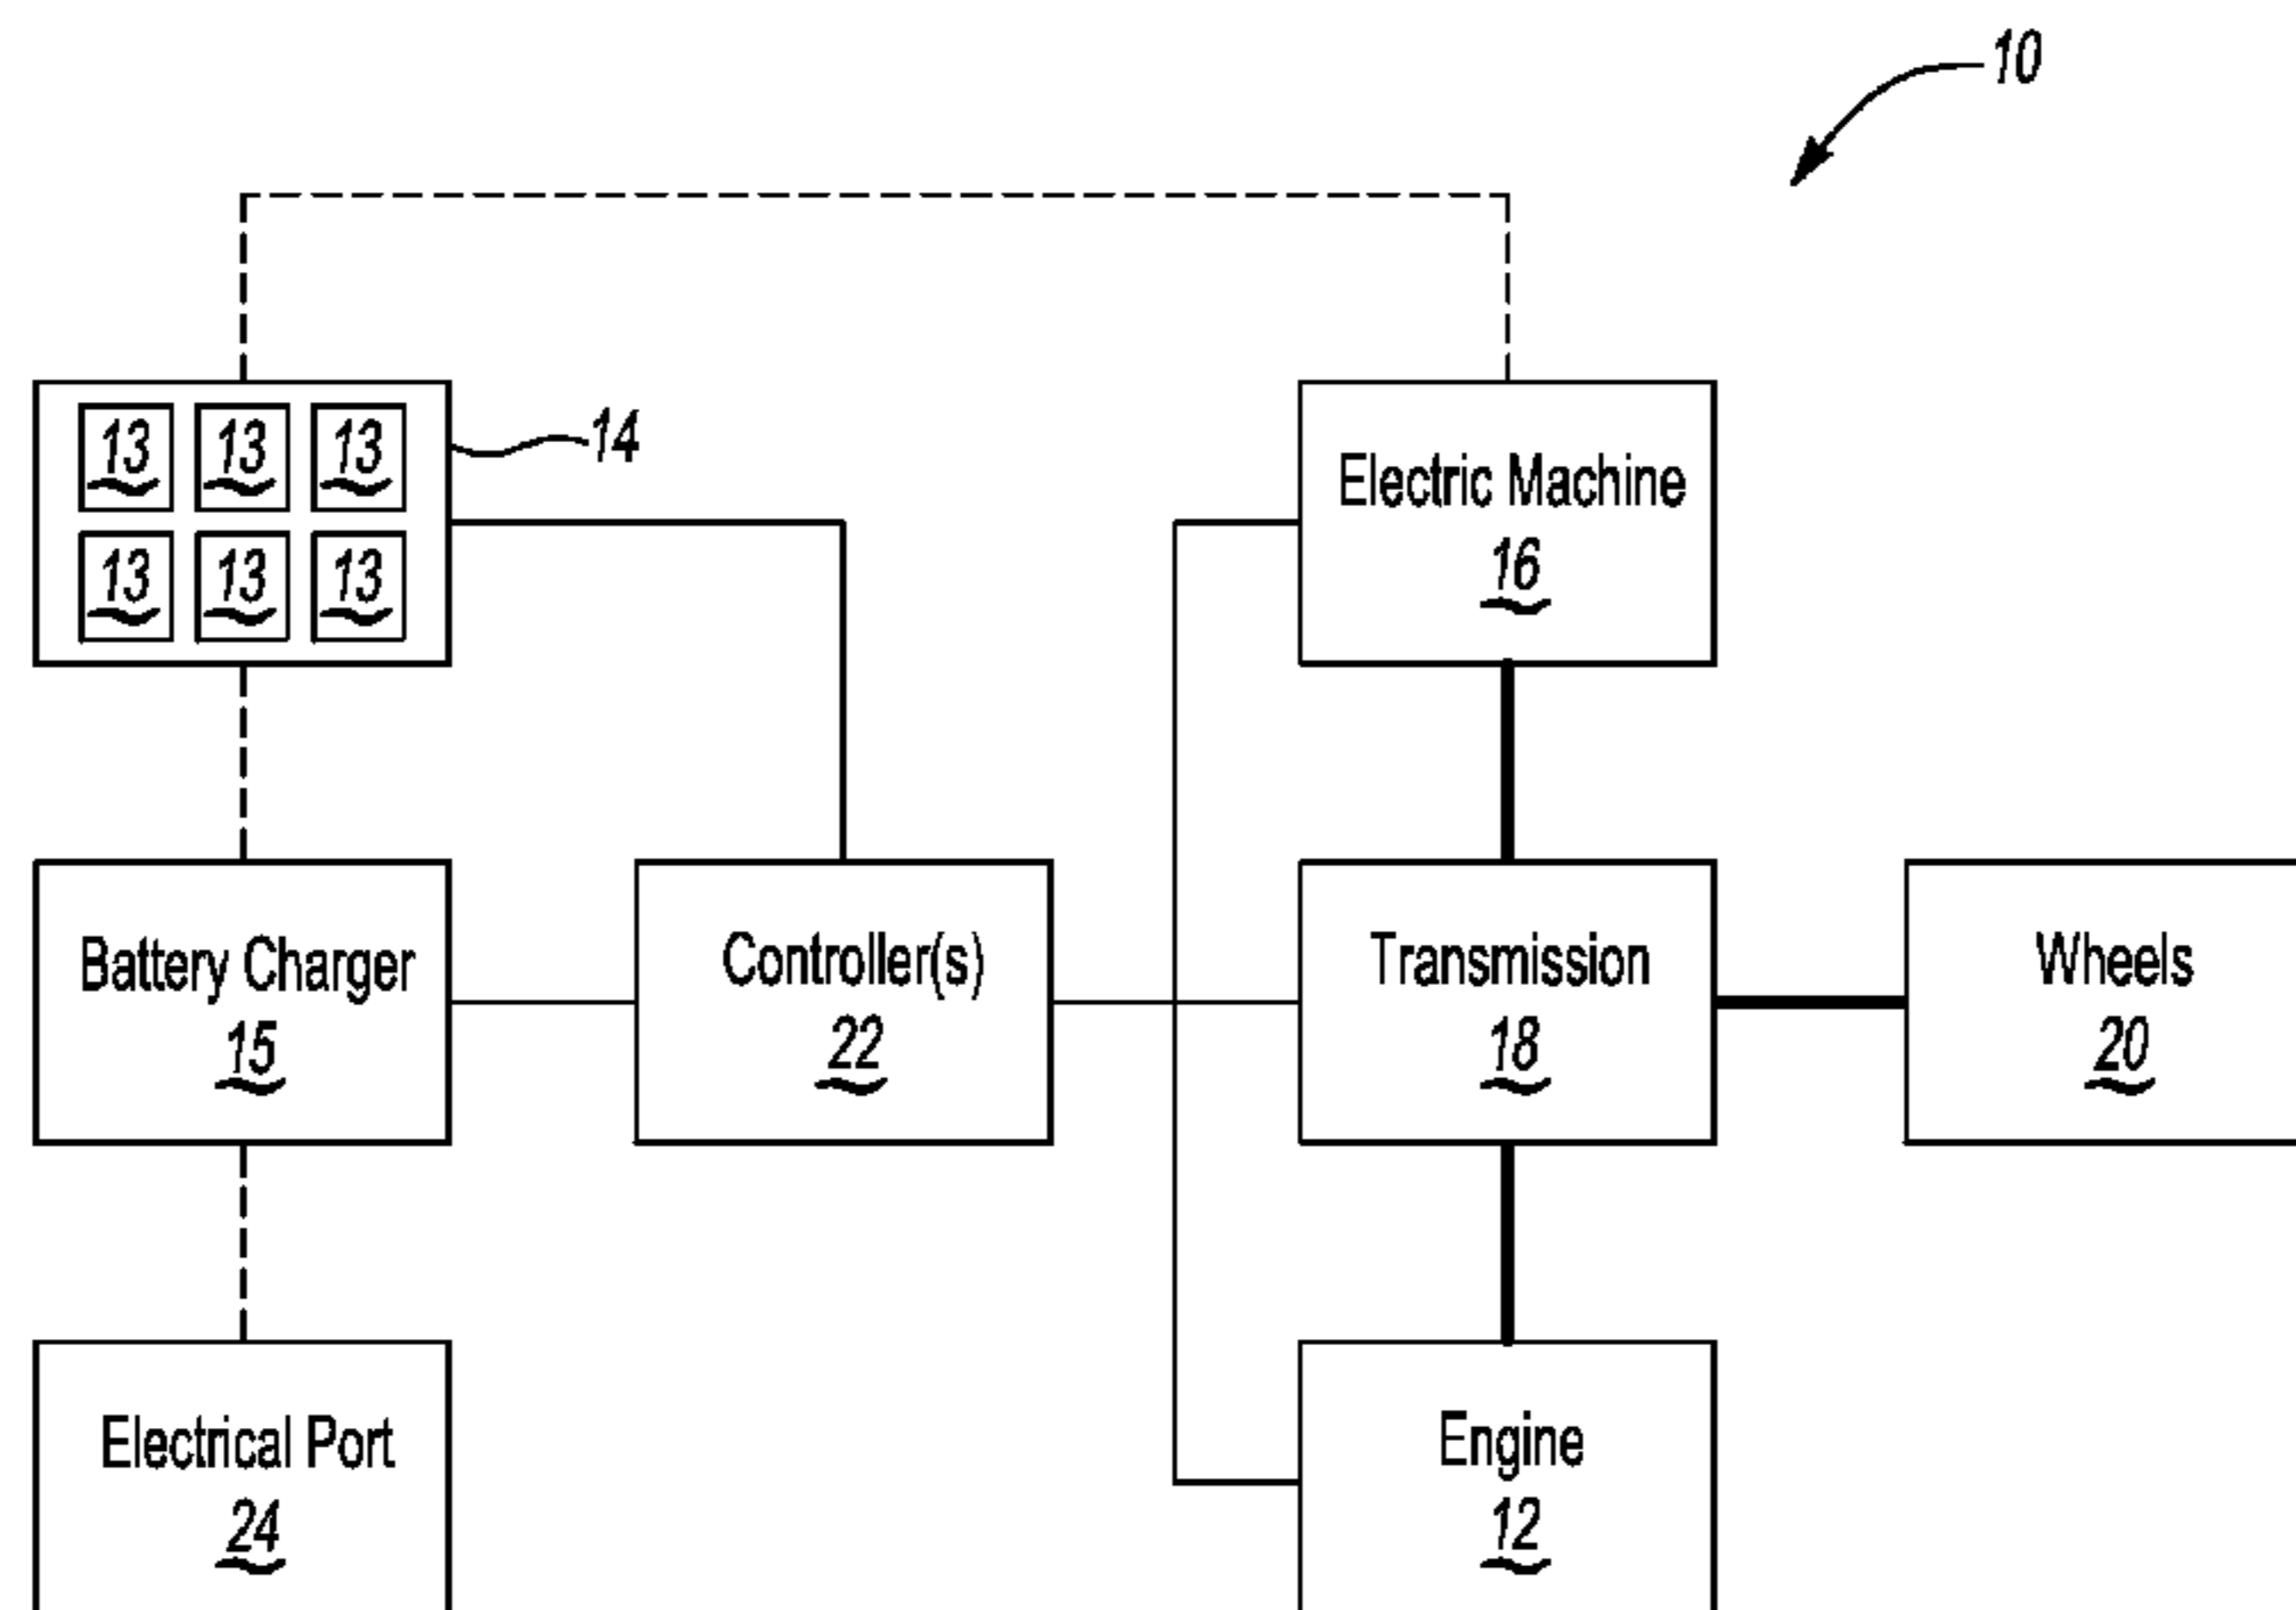 10
13 13 13
14
13 13 13
Electric Machine
16
Battery Charger
15
Controller(s)
22
Transmission
18
Wheels
20
Electrical Port
24
Engine
12